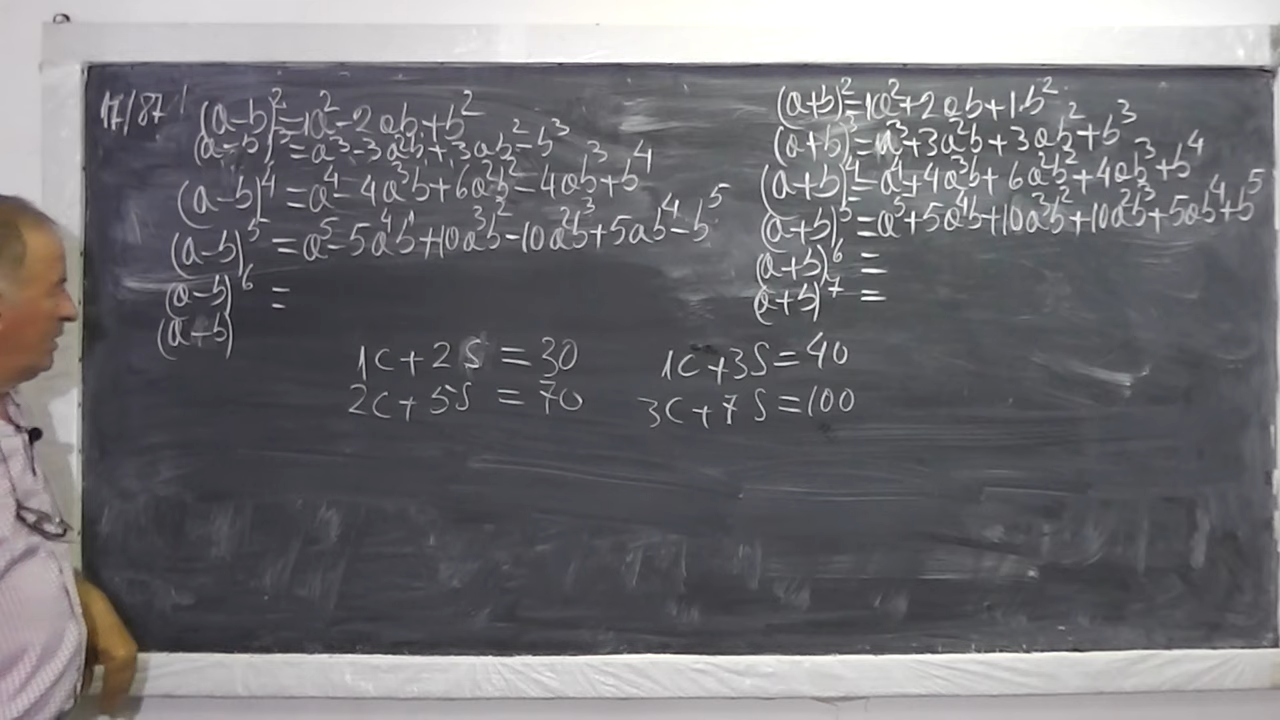 17/87
(a-b)² = 1a² - 2ab + b²
(a-b)³ = a³ - 3a²b + 3ab² - b³
(a-b)⁴ = a⁴ - 4a³b + 6a²b² - 4ab³ + b⁴
(a-b)⁵ = a⁵ - 5a⁴b¹ + 10a³b² - 10a²b³ + 5ab⁴ - b⁵
(a-b)⁶ =
(a+b)
(a+b)² = 1a² + 2ab + 1b²
(a+b)³ = a³ + 3a²b + 3ab² + b³
(a+b)⁴ = a⁴ + 4a³b + 6a²b² + 4ab³ + b⁴
(a+b)⁵ = a⁵ + 5a⁴b + 10a³b² + 10a²b³ + 5ab⁴ + b⁵
(a+b)⁶ =
(a+b)⁷ =
1C + 2S = 30
2C + 5S = 70
1C + 3S = 40
3C + 7S = 100